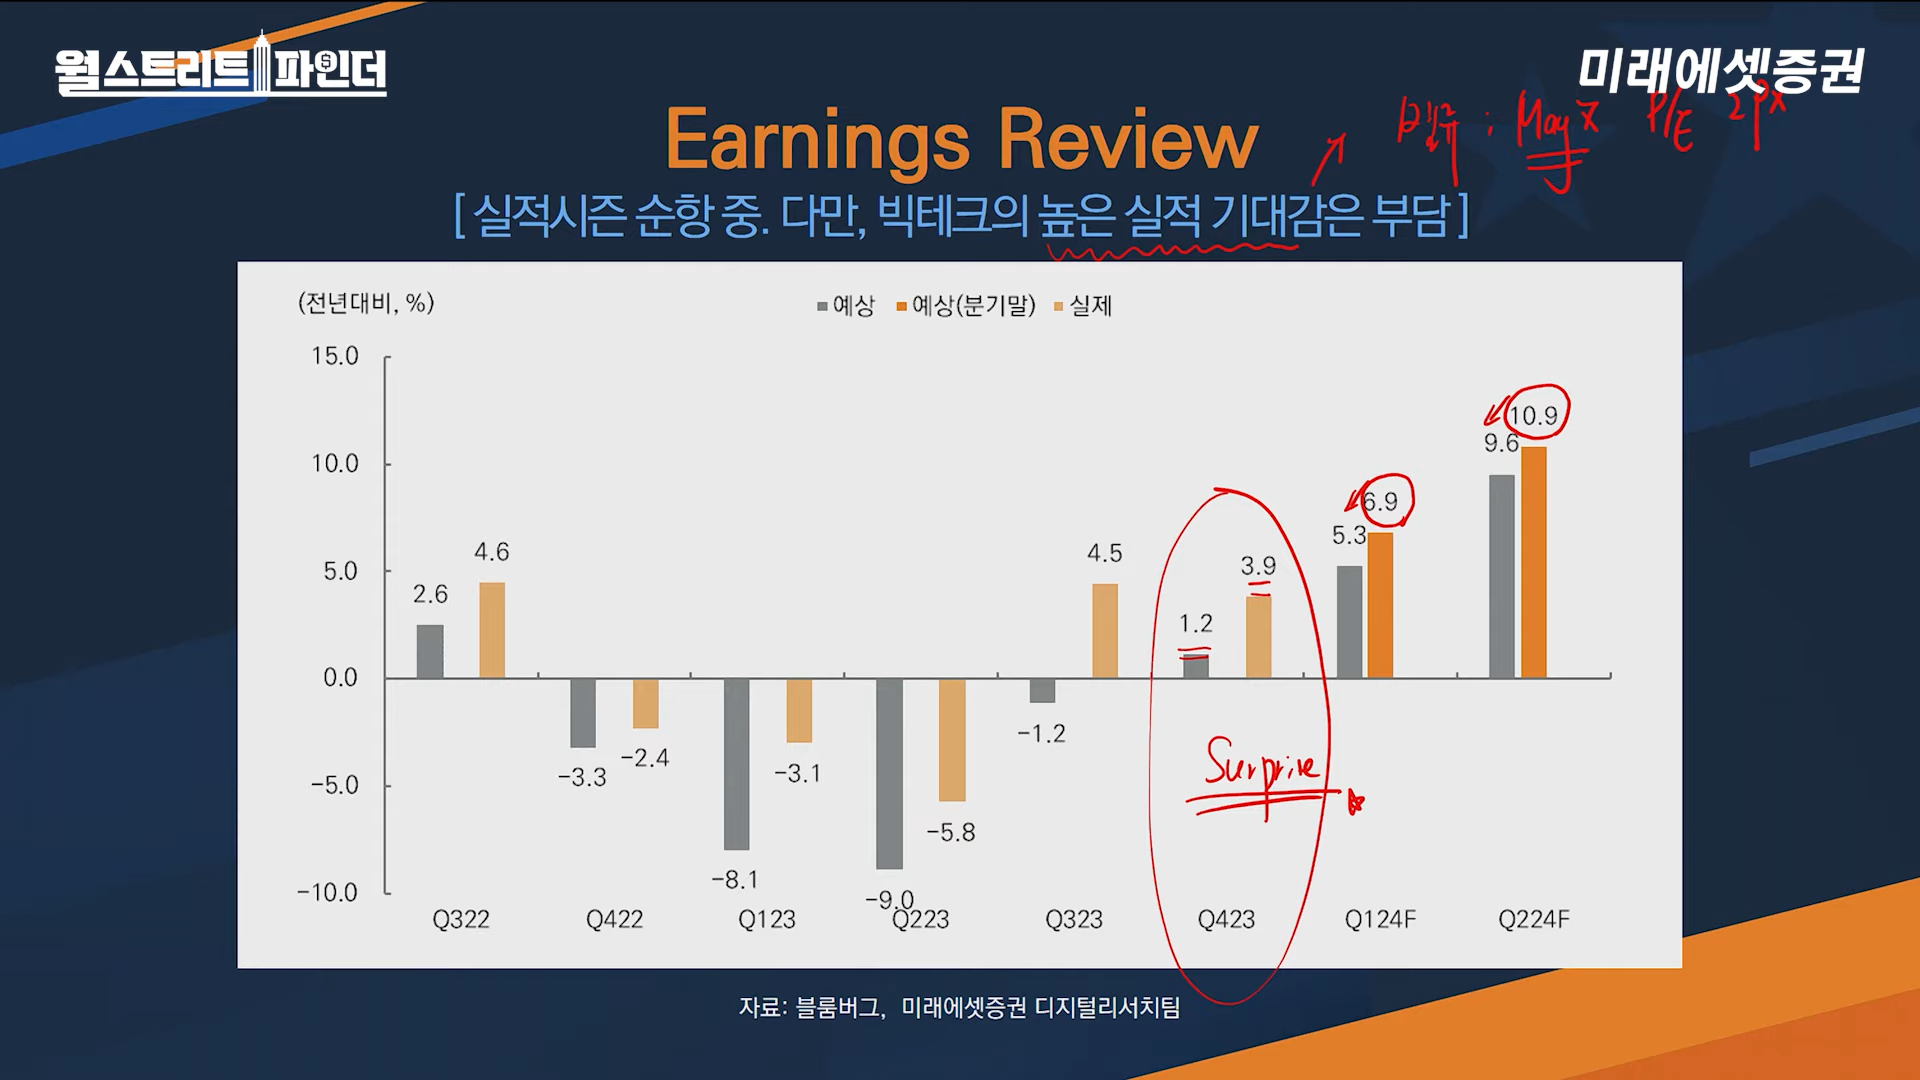 월스트리트 파인더
미래에셋증권
Earnings Review
P/E
[ 실적시즌 순항 중. 다만, 빅테크의 높은 실적 기대감은 부담 ]
(전년대비, %)
예상 예상(분기말) 실제
15.0
10.0
5.0
0.0
−5.0
−10.0
2.6
4.6
−3.3
−2.4
−8.1
−3.1
−9.0
−5.8
−1.2
4.5
1.2
3.9
5.3
6.9
9.6
10.9
Surprise
Q322 Q422 Q123 Q223 Q323 Q423 Q124F Q224F
자료: 블룸버그, 미래에셋증권 디지털리서치팀